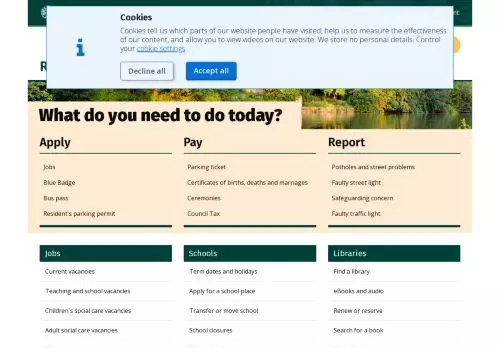 Cookies
Cookies tell us which parts of our website people have visited, help us to measure the effectiveness
of our content, and allow you to view videos on our website. We store no personal details. Control
your cookie settings.
Decline all
Accept all
What do you need to do today?
Apply
Pay
Report
Jobs
Parking ticket
Potholes and street problems
Blue Badge
Certificates of births, deaths and marriages
Faulty street light
Bus pass
Ceremonies
Safeguarding concern
Resident's parking permit
Council Tax
Faulty traffic light
Jobs
Schools
Libraries
Current vacancies
Term dates and holidays
Find a library
Teaching and school vacancies
Apply for a school place
eBooks and audio
Children's social care vacancies
Transfer or move school
Renew or reserve
Adult social care vacancies
School closures
Search for a book